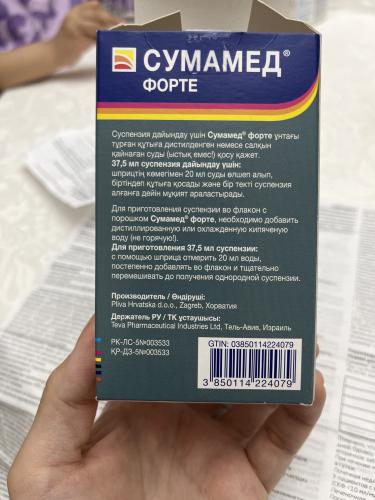 СУМАМЕД®
ФОРТЕ
Суспензия дайындау үшін Сумамед® форте ұнтағы
тұрған құтыға дистилденген немесе салқын
қайнаған суды (ыстық емес!) қосу қажет.
37,5 мл суспензия дайындау үшін:
шприцтің көмегімен 20 мл суды өлшеп алып,
біртіндеп құтыға қосады және бір текті суспензия
алғанға дейін мұқият араластырады.
Для приготовления суспензии во флакон с
порошком Сумамед® форте, необходимо добавить
дистиллированную или охлажденную кипяченую
воду (не горячую!).
Для приготовления 37,5 мл суспензии:
с помощью шприца отмерить 20 мл воды,
постепенно добавлять во флакон и тщательно
перемешивать до получения однородной суспензии.
Производитель / Өндіруші:
Pliva Hrvatska d.o.o., Zagreb, Хорватия
Держатель РУ / ТК ұстаушысы:
Teva Pharmaceutical Industries Ltd, Тель-Авив, Израиль
РК-ЛС-5№003533
ҚР-ДЗ-5№003533
GTIN: 03850114224079
3 850114 224079